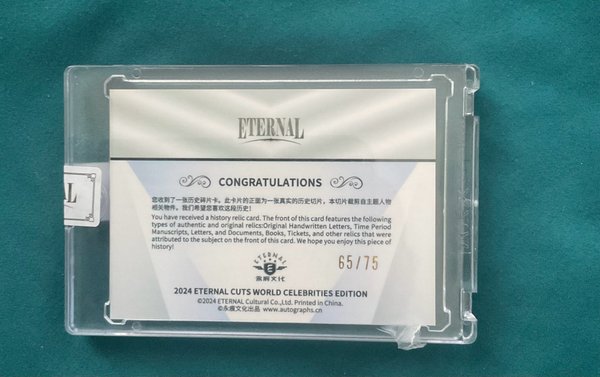 ETERNAL
CONGRATULATIONS
您收到了一张历史碎片卡。此卡片的正面为一张真实的历史切片，本切片裁剪自主题人物
相关物件。我们希望您喜欢这段历史！
You have received a history relic card. The front of this card features the following
types of authentic and original relics:Original Handwritten Letters, Time Period
Manuscripts, Letters, and Documents, Books, Tickets, and other relics that were
attributed to the subject on the front of this card. We hope you enjoy this piece of
history!
ETERNAL
永痕文化
65/75
2024 ETERNAL CUTS WORLD CELEBRITIES EDITION
©2024 ETERNAL Cultural Co.,Ltd. Printed in China.
©永痕文化出品 www.autographs.cn